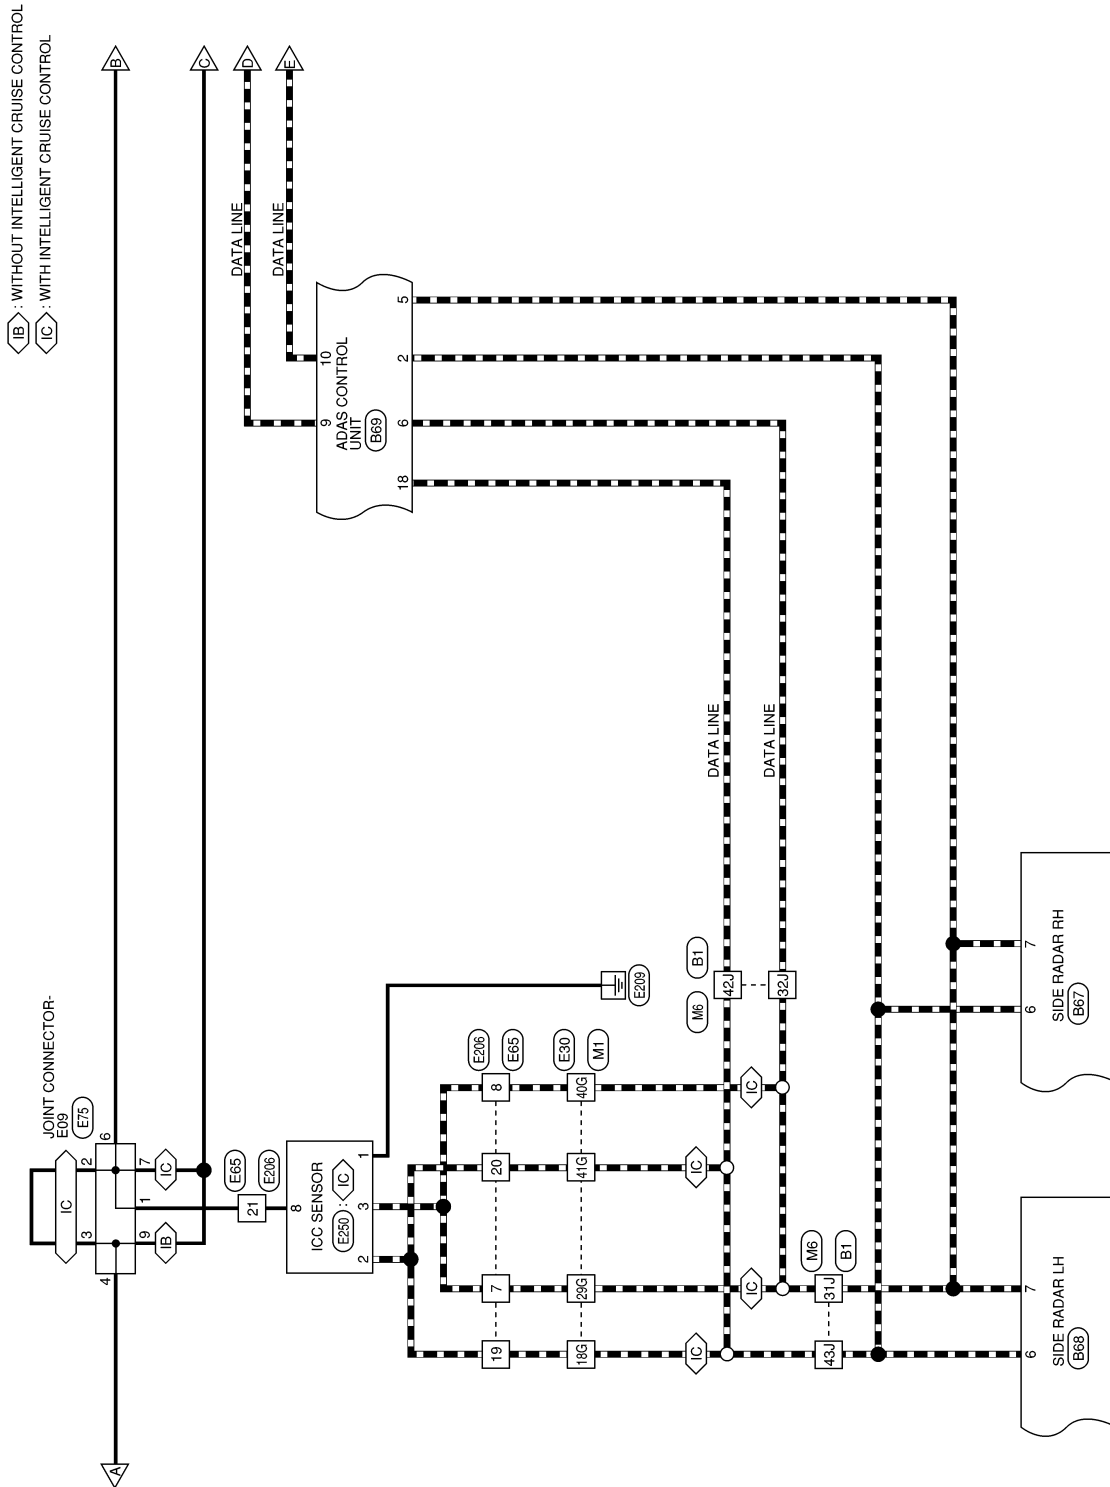 IB : WITHOUT INTELLIGENT CRUISE CONTROL
IC : WITH INTELLIGENT CRUISE CONTROL
A
B
C
D
E
JOINT CONNECTOR-
E09
E75
IC
3
2
4
6
9
1
7
IB
IC
E65
E206
21
8
ICC SENSOR
E250 : IC
2
3
1
E209
DATA LINE
DATA LINE
9
10
ADAS CONTROL
UNIT
B69
18
6
2
5
19
7
20
8
E206
E65
18G
29G
41G
40G
E30
M1
IC
IC
IC
IC
M6
B1
42J
32J
DATA LINE
DATA LINE
43J
31J
M6
B1
6
7
SIDE RADAR LH
B68
6
7
SIDE RADAR RH
B67